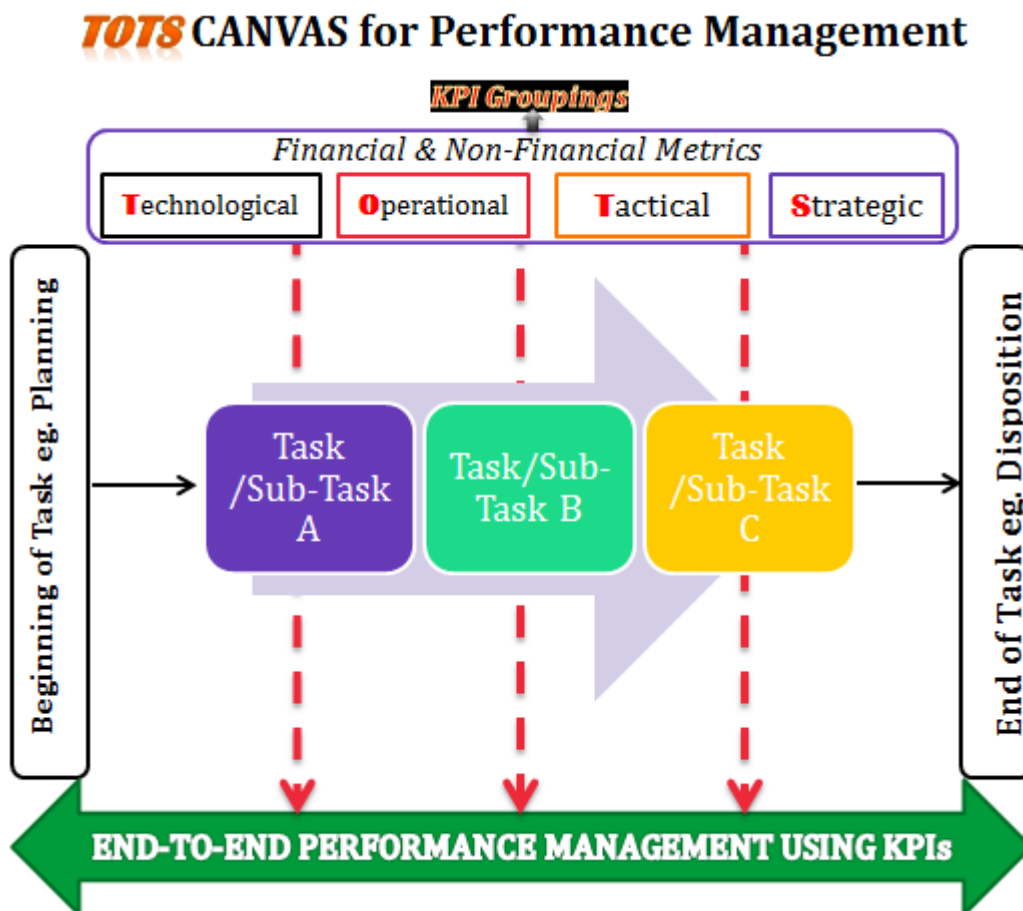 TOTS CANVAS for Performance Management
KPI Groupings
Financial & Non-Financial Metrics
Technological
Operational
Tactical
Strategic
Beginning of Task eg. Planning
Task
/Sub-Task
A
Task/Sub-
Task B
Task
/Sub-Task
C
End of Task eg. Disposition
END-TO-END PERFORMANCE MANAGEMENT USING KPIs